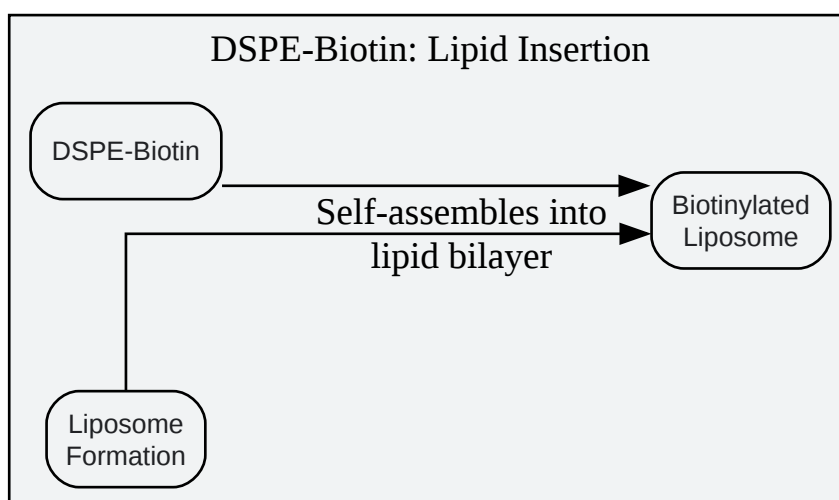 DSPE-Biotin: Lipid Insertion
DSPE-Biotin
Self-assembles into
lipid bilayer
Biotinylated
Liposome
Liposome
Formation